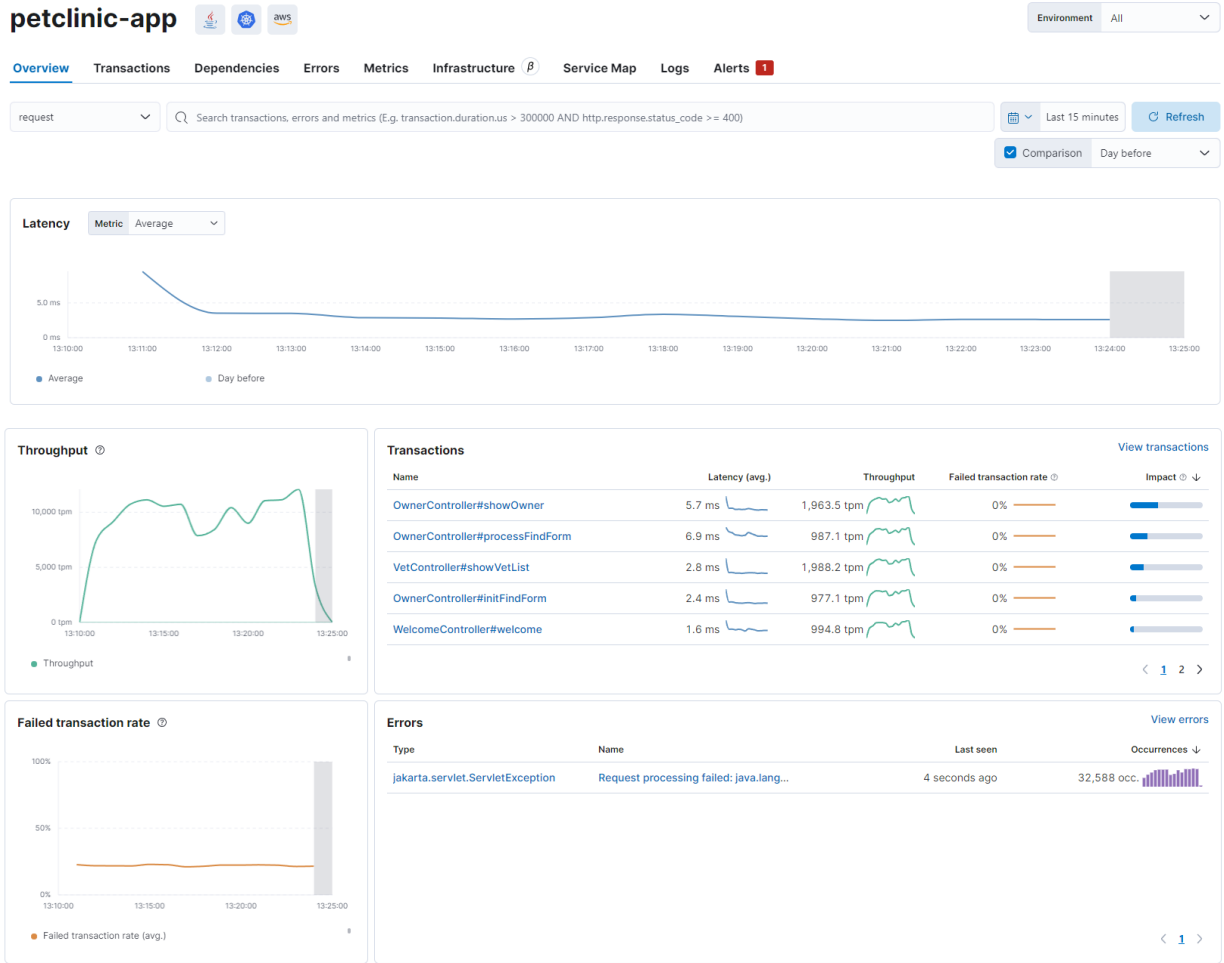 petclinic-app
aws
Environment All
Overview Transactions Dependencies Errors Metrics Infrastructure β Service Map Logs Alerts 1
request
Search transactions, errors and metrics (E.g. transaction.duration.us > 300000 AND http.response.status_code >= 400)
Last 15 minutes
Refresh
Comparison Day before
Latency Metric Average
5.0 ms
0 ms
13:10:00 13:11:00 13:12:00 13:13:00 13:14:00 13:15:00 13:16:00 13:17:00 13:18:00 13:19:00 13:20:00 13:21:00 13:22:00 13:23:00 13:24:00 13:25:00
Average Day before
Throughput
10,000 tpm
5,000 tpm
0 tpm
13:10:00 13:15:00 13:20:00 13:25:00
Throughput
Transactions View transactions
Name Latency (avg.) Throughput Failed transaction rate Impact
OwnerController#showOwner 5.7 ms 1,963.5 tpm 0%
OwnerController#processFindForm 6.9 ms 987.1 tpm 0%
VetController#showVetList 2.8 ms 1,988.2 tpm 0%
OwnerController#initFindForm 2.4 ms 977.1 tpm 0%
WelcomeController#welcome 1.6 ms 994.8 tpm 0%
1 2
Failed transaction rate
100%
50%
0%
13:10:00 13:15:00 13:20:00 13:25:00
Failed transaction rate (avg.)
Errors View errors
Type Name Last seen Occurrences
jakarta.servlet.ServletException Request processing failed: java.lang... 4 seconds ago 32,588 occ.
1